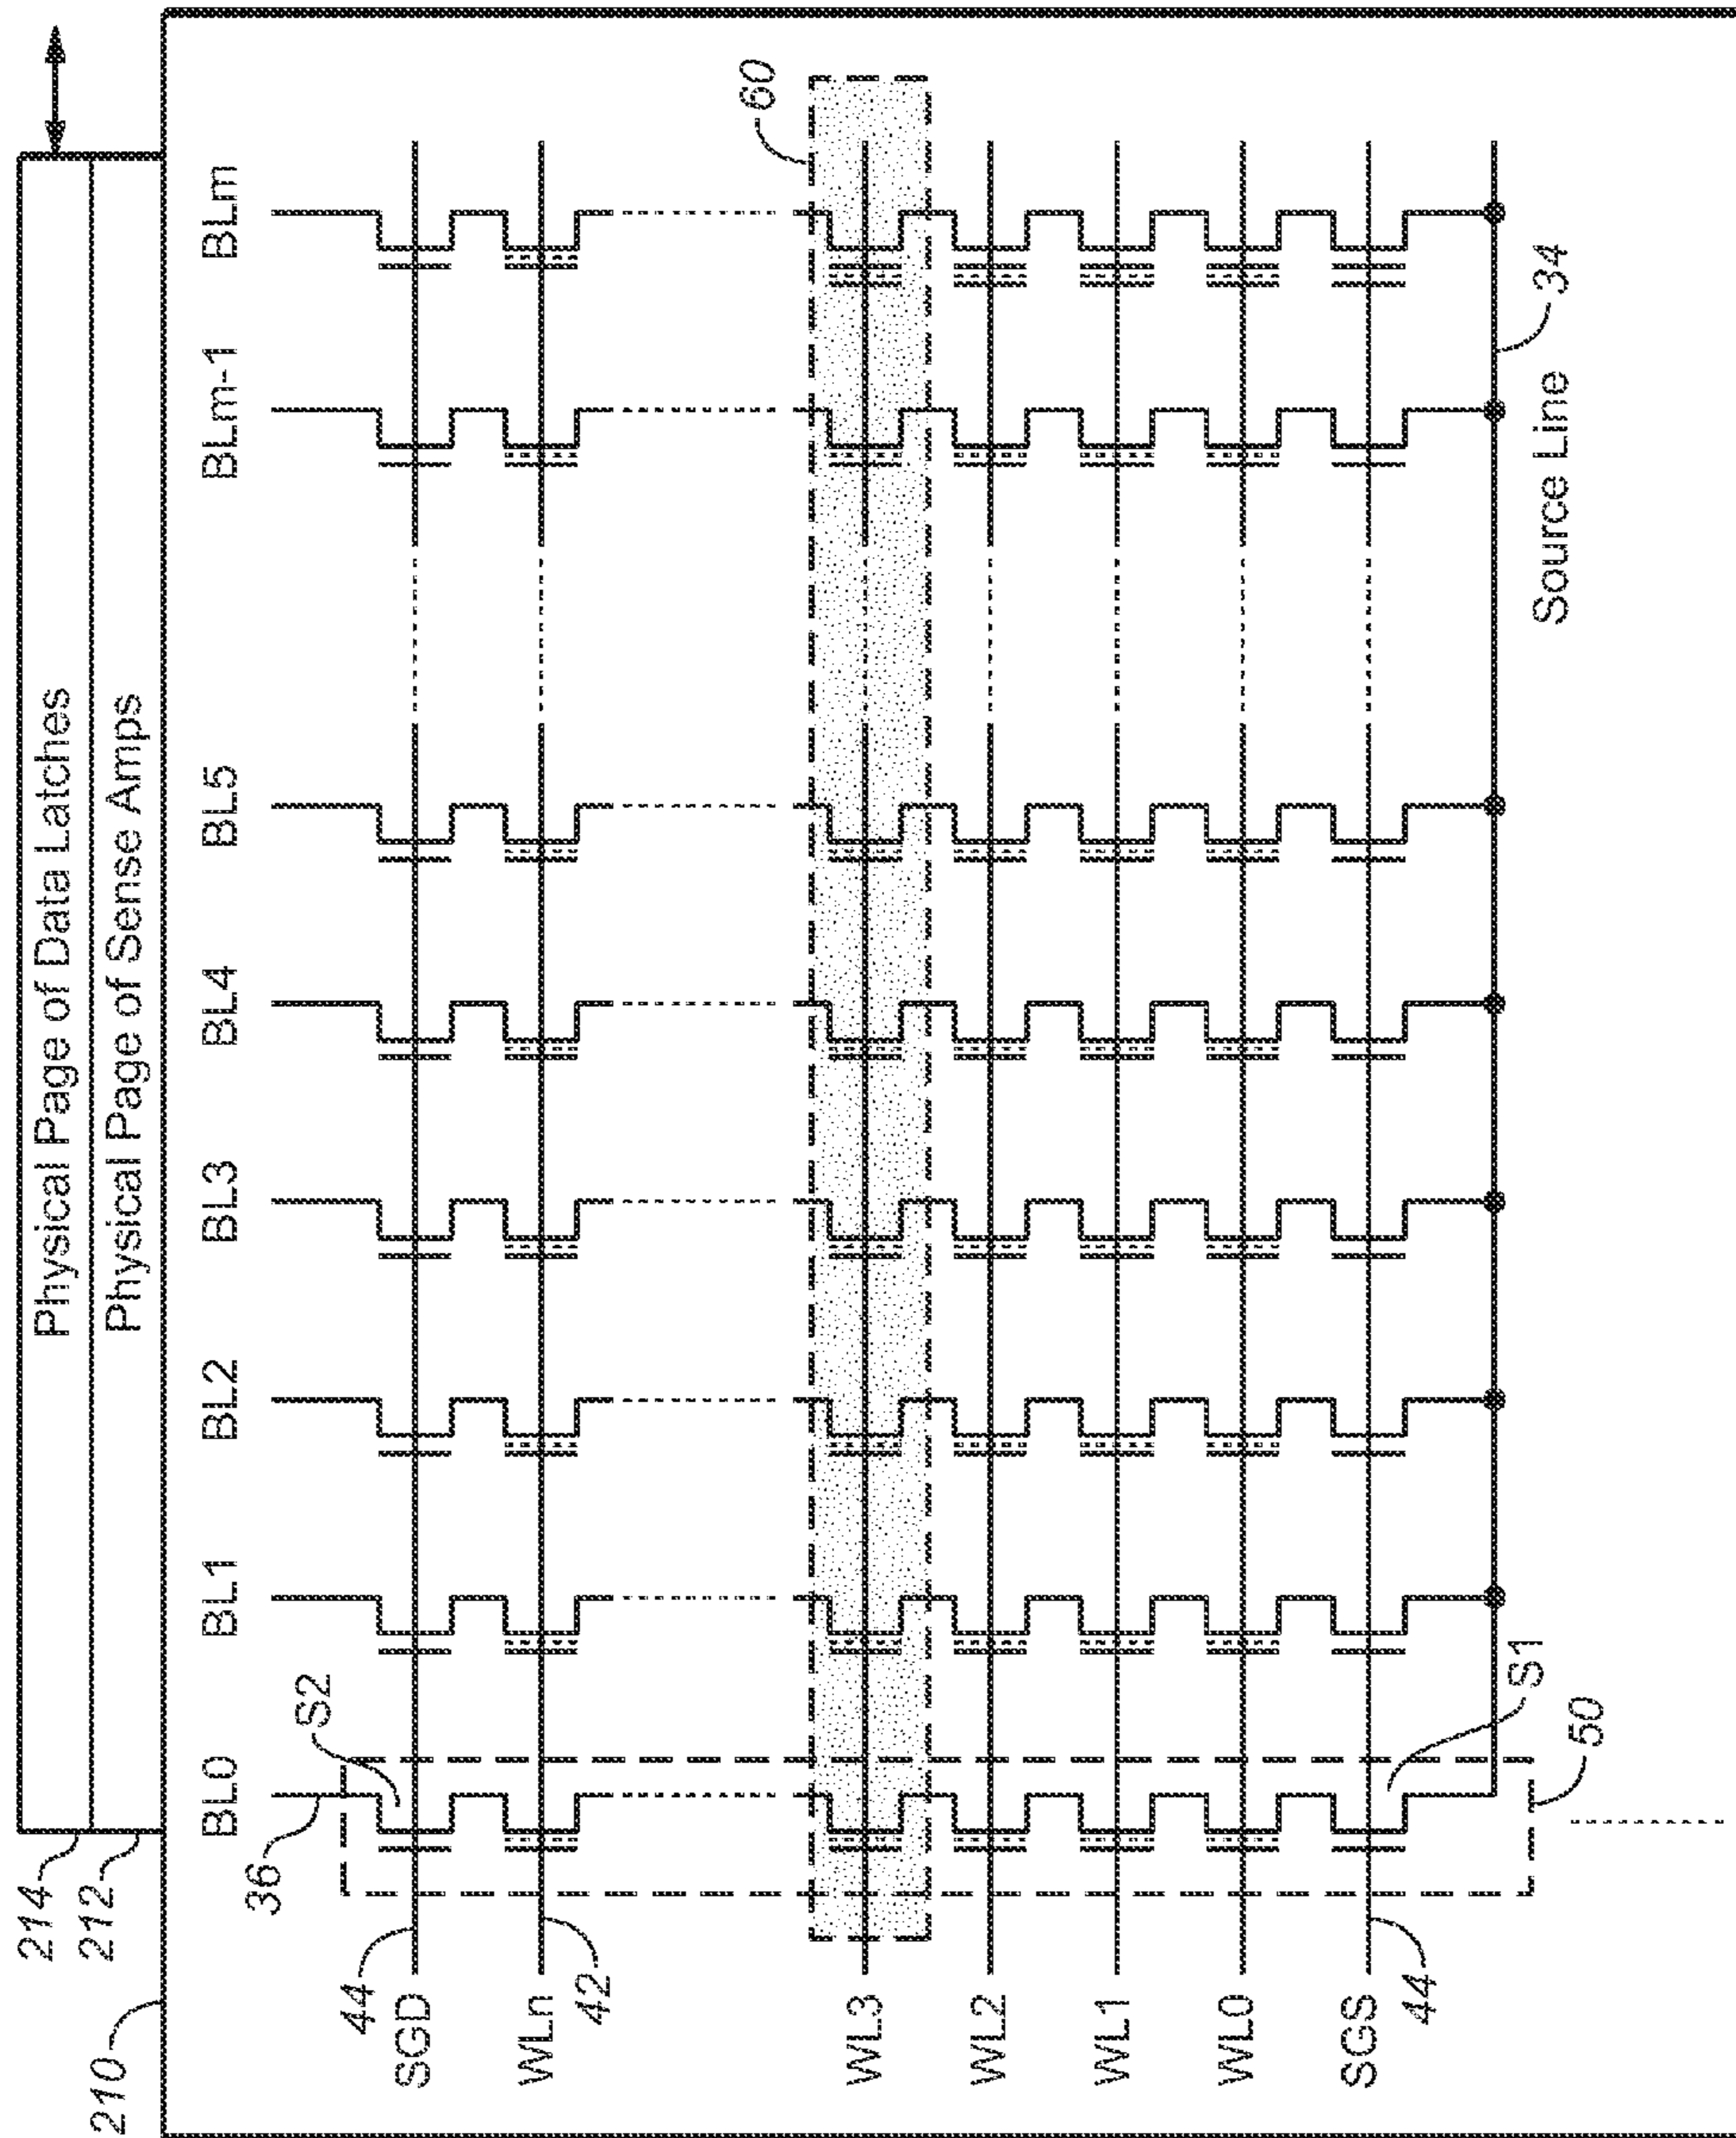 Physical Page of Data Latches
Physical Page of Sense Amps
214
212
210
BL0
BL1
BL2
BL3
BL4
BL5
BLm-1
BLm
36
S2
44
SGD
WLn
42
60
WL3
WL2
WL1
WL0
SGS
44
S1
50
34
Source Line